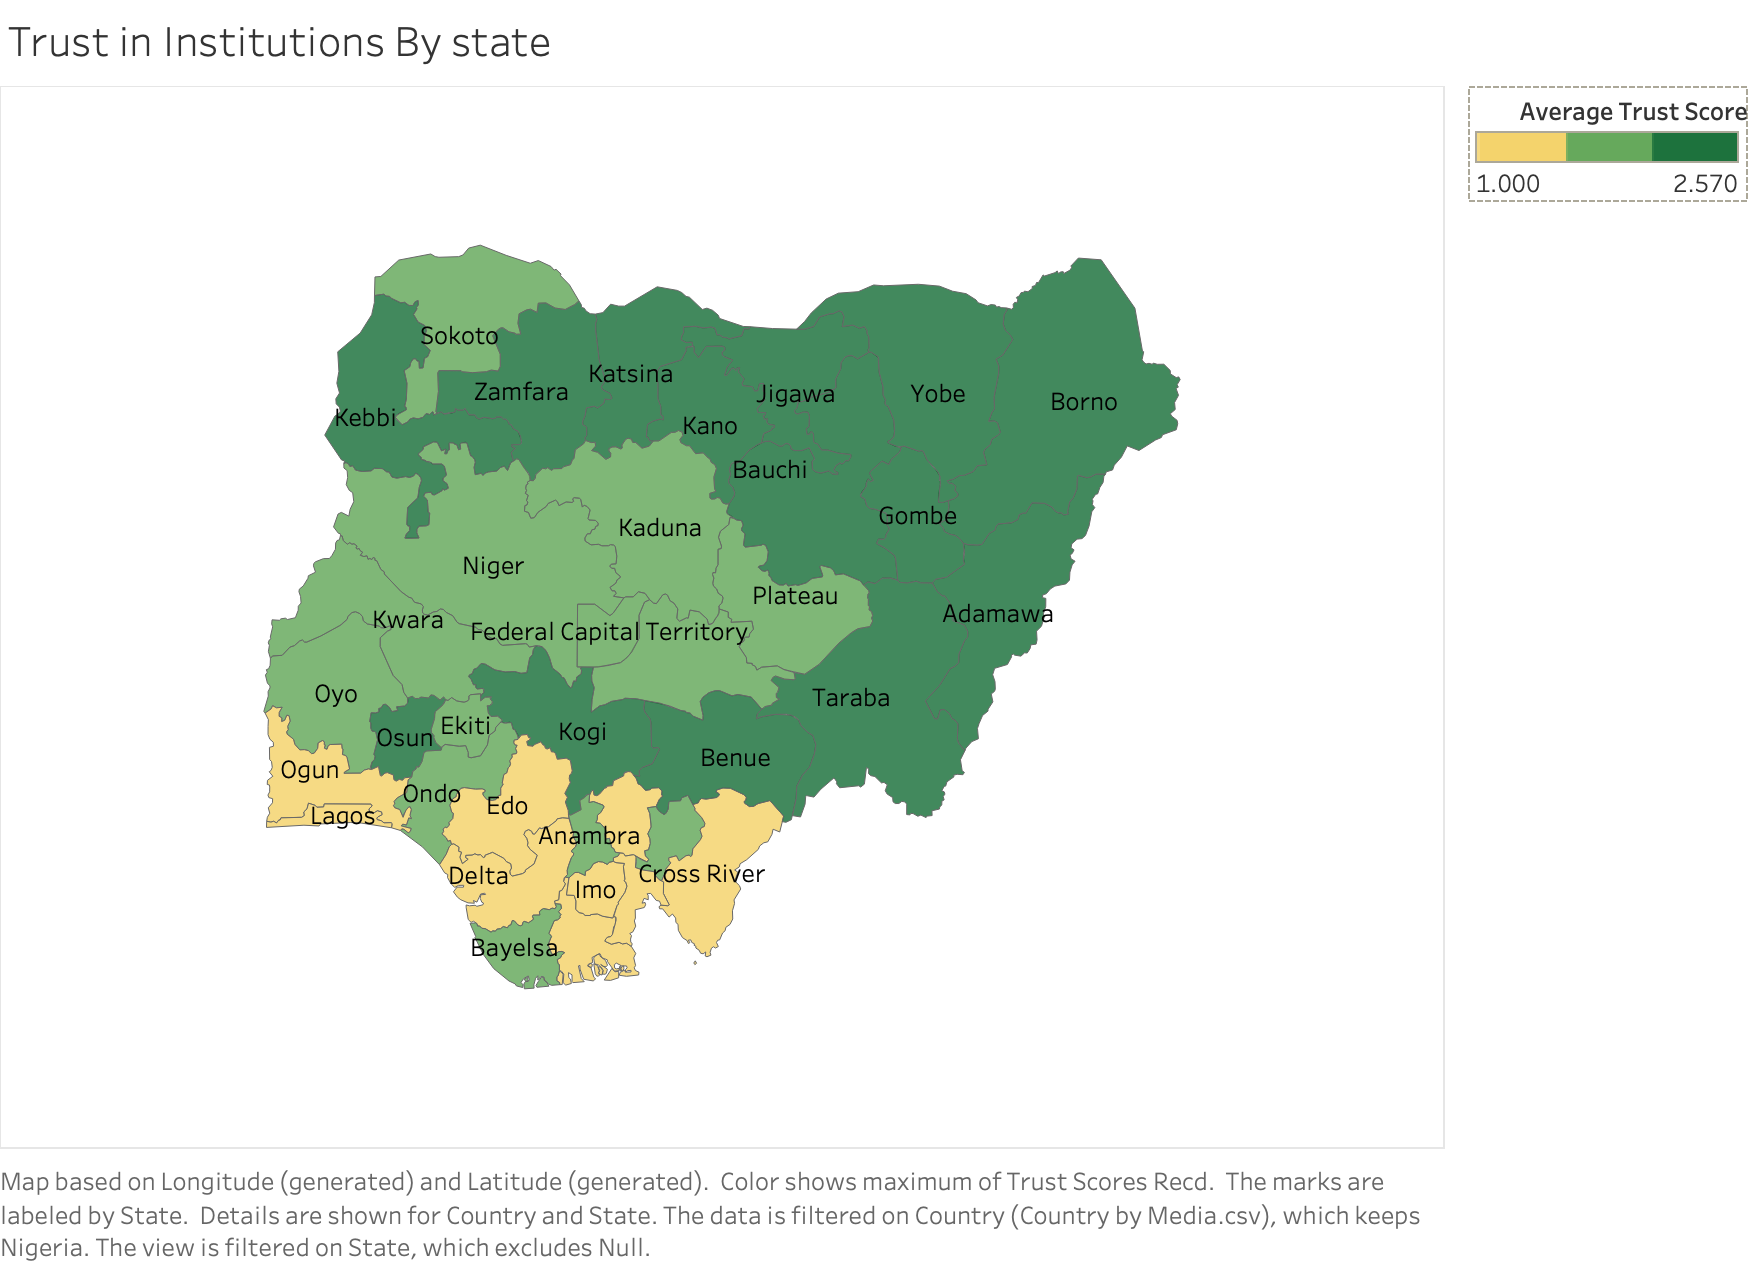 Trust in Institutions By state
Average Trust Score
1.000 2.570
Sokoto
Katsina
Zamfara
Jigawa
Yobe
Borno
Kebbi
Kano
Bauchi
Gombe
Kaduna
Niger
Plateau
Adamawa
Kwara
Federal Capital Territory
Oyo
Taraba
Ekiti
Osun
Kogi
Benue
Ogun
Ondo
Edo
Lagos
Anambra
Delta
Cross River
Imo
Bayelsa
Map based on Longitude (generated) and Latitude (generated). Color shows maximum of Trust Scores Recd. The marks are
labeled by State. Details are shown for Country and State. The data is filtered on Country (Country by Media.csv), which keeps
Nigeria. The view is filtered on State, which excludes Null.